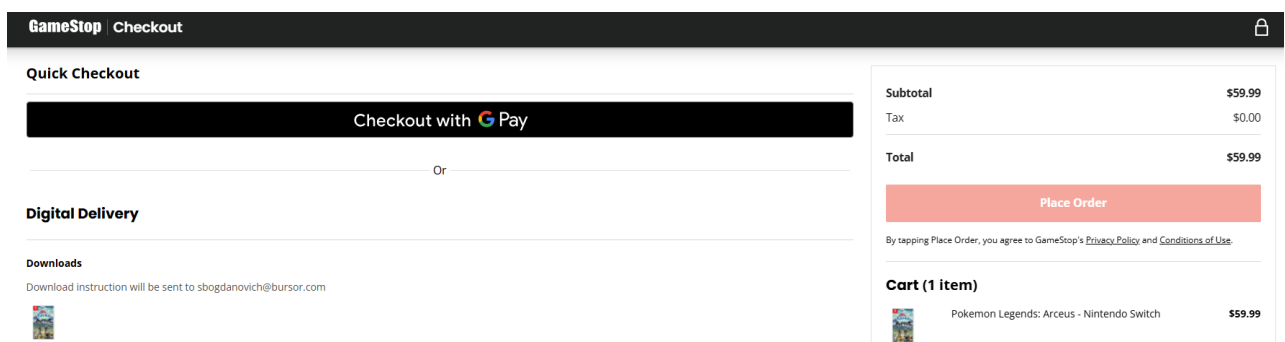 GameStop | Checkout
Quick Checkout
Checkout with G Pay
Or
Digital Delivery
Downloads
Download instruction will be sent to sbogdanovich@bursor.com
Subtotal $59.99
Tax $0.00
Total $59.99
Place Order
By tapping Place Order, you agree to GameStop's Privacy Policy and Conditions of Use.
Cart (1 item)
Pokemon Legends: Arceus - Nintendo Switch $59.99